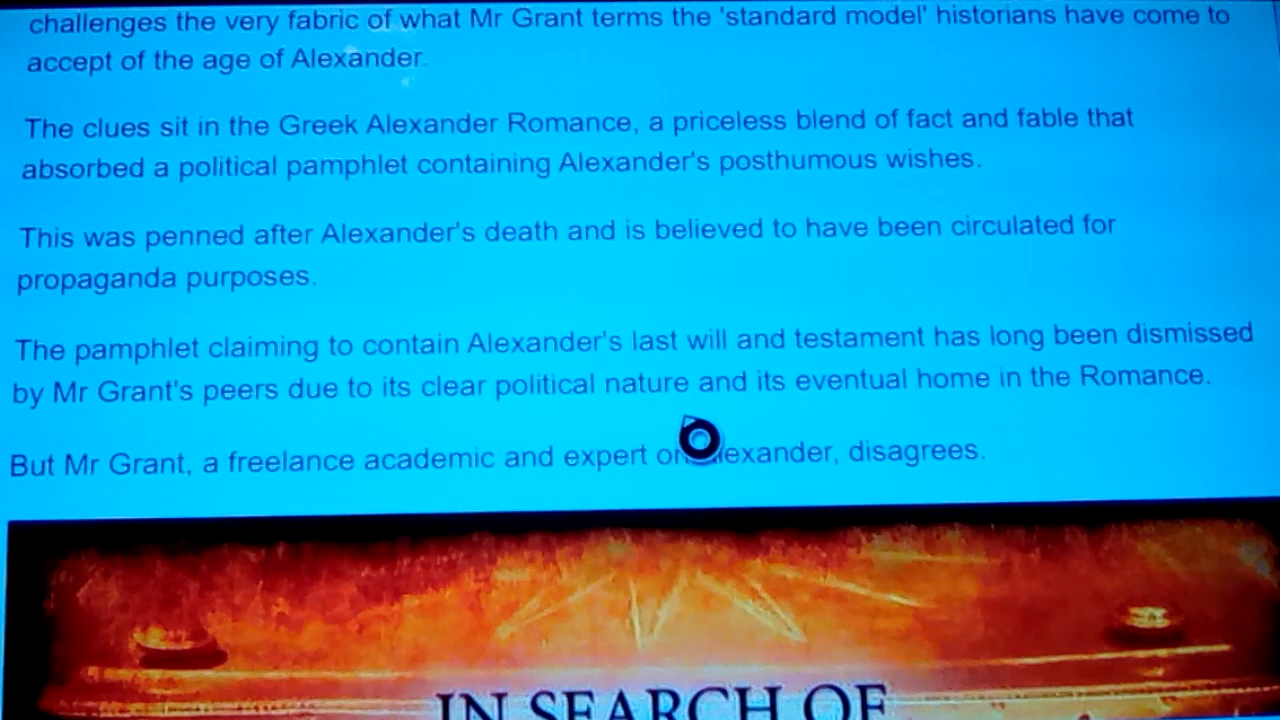 challenges the very fabric of what Mr Grant terms the 'standard model' historians have come to
accept of the age of Alexander.
The clues sit in the Greek Alexander Romance, a priceless blend of fact and fable that
absorbed a political pamphlet containing Alexander's posthumous wishes.
This was penned after Alexander's death and is believed to have been circulated for
propaganda purposes.
The pamphlet claiming to contain Alexander's last will and testament has long been dismissed
by Mr Grant's peers due to its clear political nature and its eventual home in the Romance.
But Mr Grant, a freelance academic and expert on Alexander, disagrees.
IN SEARCH OF